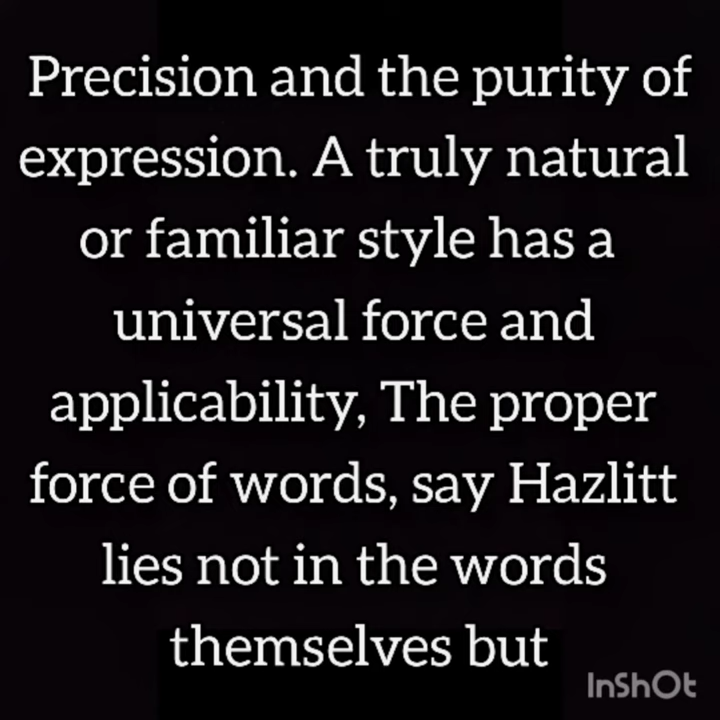 Precision and the purity of
expression. A truly natural
or familiar style has a
universal force and
applicability, The proper
force of words, say Hazlitt
lies not in the words
themselves but
InShOt